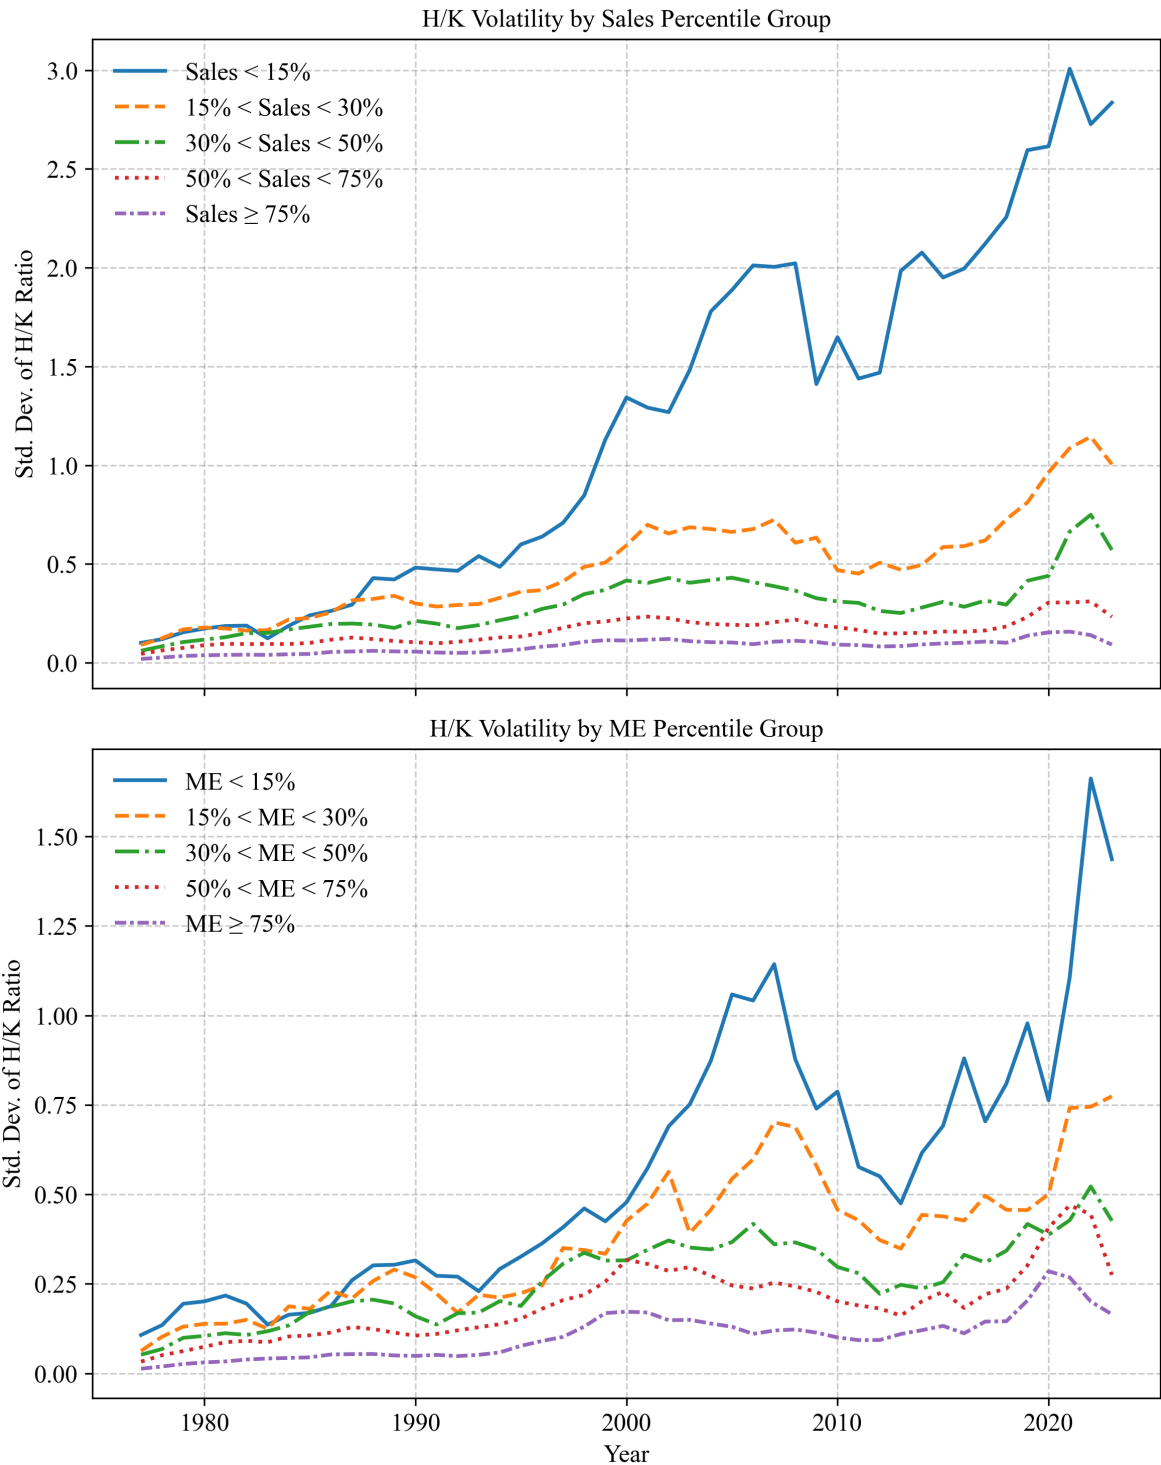 H/K Volatility by Sales Percentile Group
Std. Dev. of H/K Ratio
3.0
2.5
2.0
1.5
1.0
0.5
0.0
Sales < 15%
15% < Sales < 30%
30% < Sales < 50%
50% < Sales < 75%
Sales ≥ 75%
H/K Volatility by ME Percentile Group
Std. Dev. of H/K Ratio
1.50
1.25
1.00
0.75
0.50
0.25
0.00
ME < 15%
15% < ME < 30%
30% < ME < 50%
50% < ME < 75%
ME ≥ 75%
1980 1990 2000 2010 2020
Year